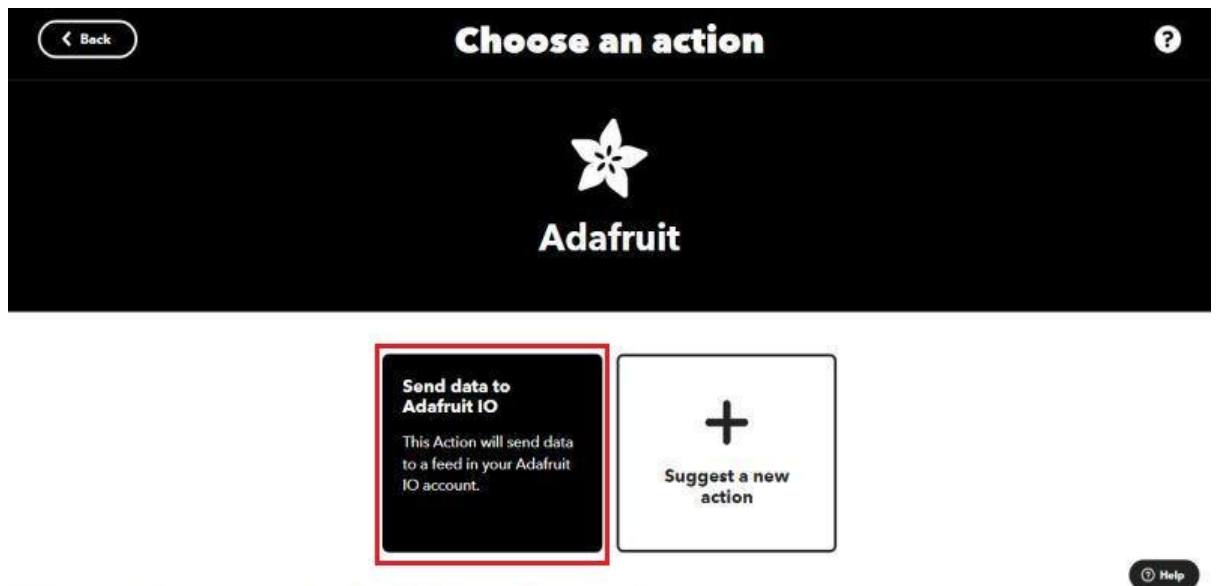 Back
Choose an action
?
Adafruit
Send data to
Adafruit IO
This Action will send data
to a feed in your Adafruit
IO account.
Suggest a new
action
? Help